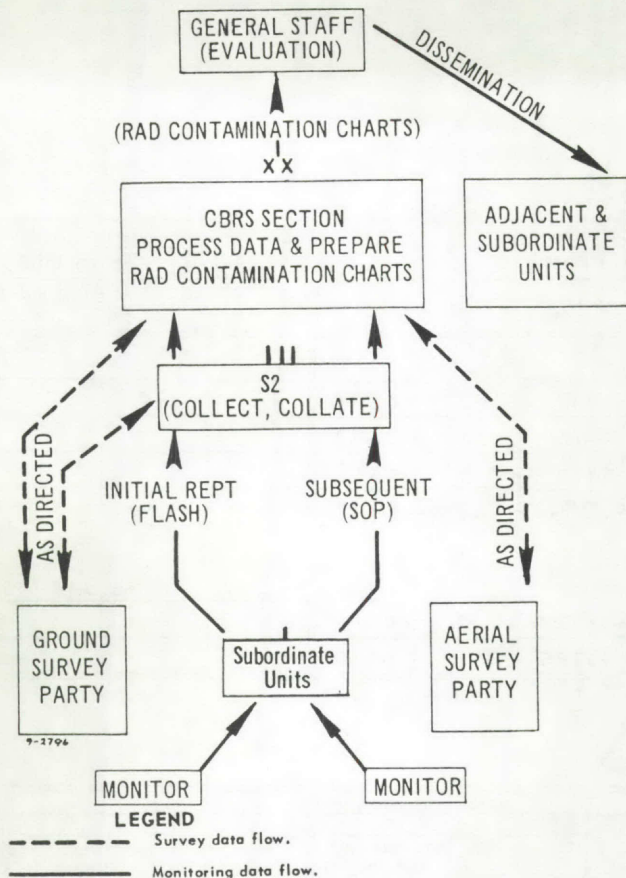 GENERAL STAFF
(EVALUATION)
DISSEMINATION
(RAD CONTAMINATION CHARTS)
XX
CBRS SECTION
PROCESS DATA & PREPARE
RAD CONTAMINATION CHARTS
ADJACENT &
SUBORDINATE
UNITS
III
S2
(COLLECT, COLLATE)
AS DIRECTED
INITIAL REPT
(FLASH)
SUBSEQUENT
(SOP)
AS DIRECTED
GROUND
SURVEY
PARTY
I
Subordinate
Units
AERIAL
SURVEY
PARTY
9-2796
MONITOR
MONITOR
LEGEND
Survey data flow.
Monitoring data flow.